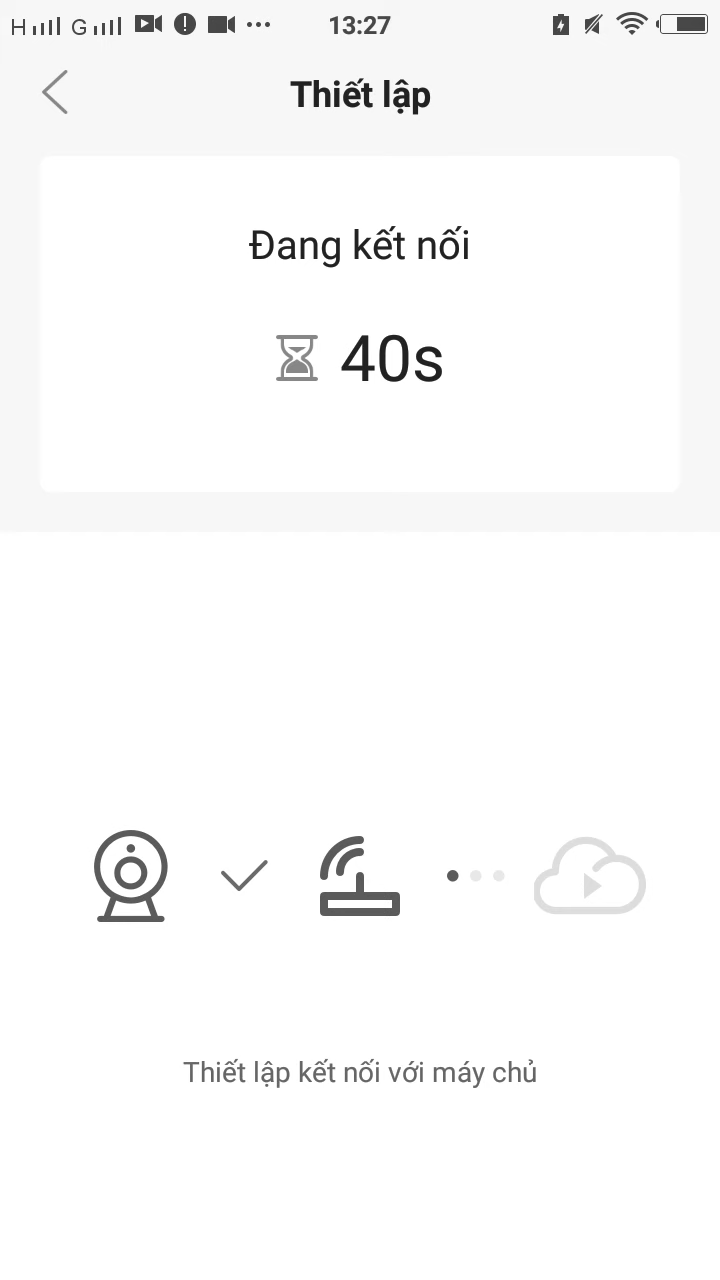 H G 13:27
Thiết lập
Đang kết nối
40s
Thiết lập kết nối với máy chủ